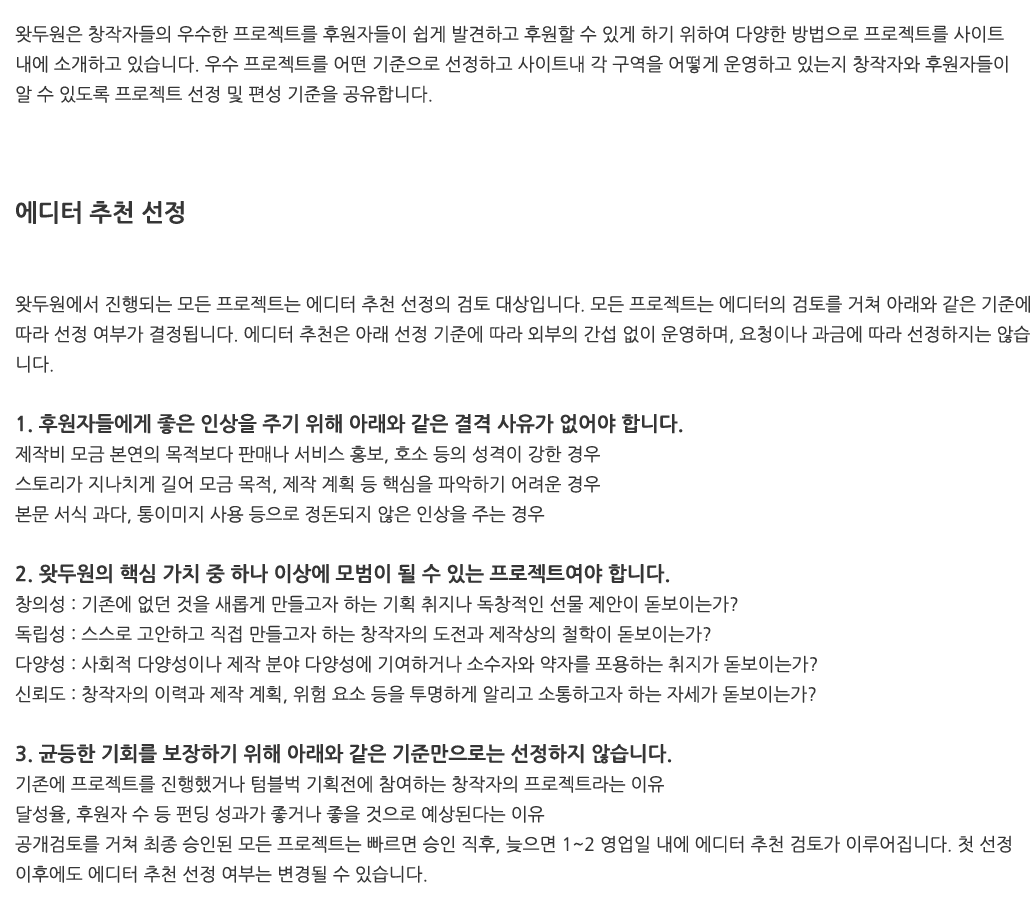 왓두원은 창작자들의 우수한 프로젝트를 후원자들이 쉽게 발견하고 후원할 수 있게 하기 위하여 다양한 방법으로 프로젝트를 사이트
내에 소개하고 있습니다. 우수 프로젝트를 어떤 기준으로 선정하고 사이트내 각 구역을 어떻게 운영하고 있는지 창작자와 후원자들이
알 수 있도록 프로젝트 선정 및 편성 기준을 공유합니다.
에디터 추천 선정
왓두원에서 진행되는 모든 프로젝트는 에디터 추천 선정의 검토 대상입니다. 모든 프로젝트는 에디터의 검토를 거쳐 아래와 같은 기준에
따라 선정 여부가 결정됩니다. 에디터 추천은 아래 선정 기준에 따라 외부의 간섭 없이 운영하며, 요청이나 과금에 따라 선정하지는 않습
니다.
1. 후원자들에게 좋은 인상을 주기 위해 아래와 같은 결격 사유가 없어야 합니다.
제작비 모금 본연의 목적보다 판매나 서비스 홍보, 호소 등의 성격이 강한 경우
스토리가 지나치게 길어 모금 목적, 제작 계획 등 핵심을 파악하기 어려운 경우
본문 서식 과다, 통이미지 사용 등으로 정돈되지 않은 인상을 주는 경우
2. 왓두원의 핵심 가치 중 하나 이상에 모범이 될 수 있는 프로젝트여야 합니다.
창의성 : 기존에 없던 것을 새롭게 만들고자 하는 기획 취지나 독창적인 선물 제안이 돋보이는가?
독립성 : 스스로 고안하고 직접 만들고자 하는 창작자의 도전과 제작상의 철학이 돋보이는가?
다양성 : 사회적 다양성이나 제작 분야 다양성에 기여하거나 소수자와 약자를 포용하는 취지가 돋보이는가?
신뢰도 : 창작자의 이력과 제작 계획, 위험 요소 등을 투명하게 알리고 소통하고자 하는 자세가 돋보이는가?
3. 균등한 기회를 보장하기 위해 아래와 같은 기준만으로는 선정하지 않습니다.
기존에 프로젝트를 진행했거나 텀블벅 기획전에 참여하는 창작자의 프로젝트라는 이유
달성율, 후원자 수 등 펀딩 성과가 좋거나 좋을 것으로 예상된다는 이유
공개검토를 거쳐 최종 승인된 모든 프로젝트는 빠르면 승인 직후, 늦으면 1~2 영업일 내에 에디터 추천 검토가 이루어집니다. 첫 선정
이후에도 에디터 추천 선정 여부는 변경될 수 있습니다.